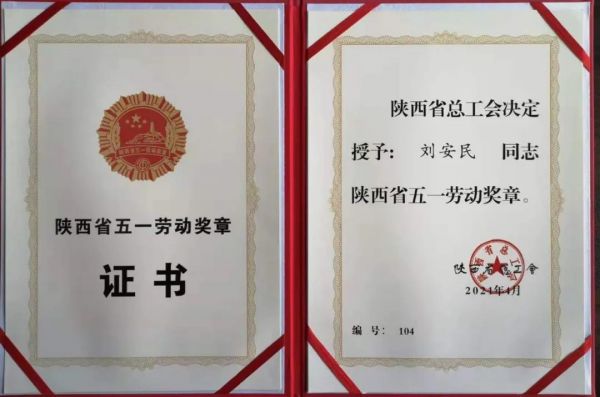 陕西省五一劳动奖章
证书
陕西省总工会决定
授予： 刘安民 同志
陕西省五一劳动奖章。
陕西省总工會
2021年4月
编号： 104